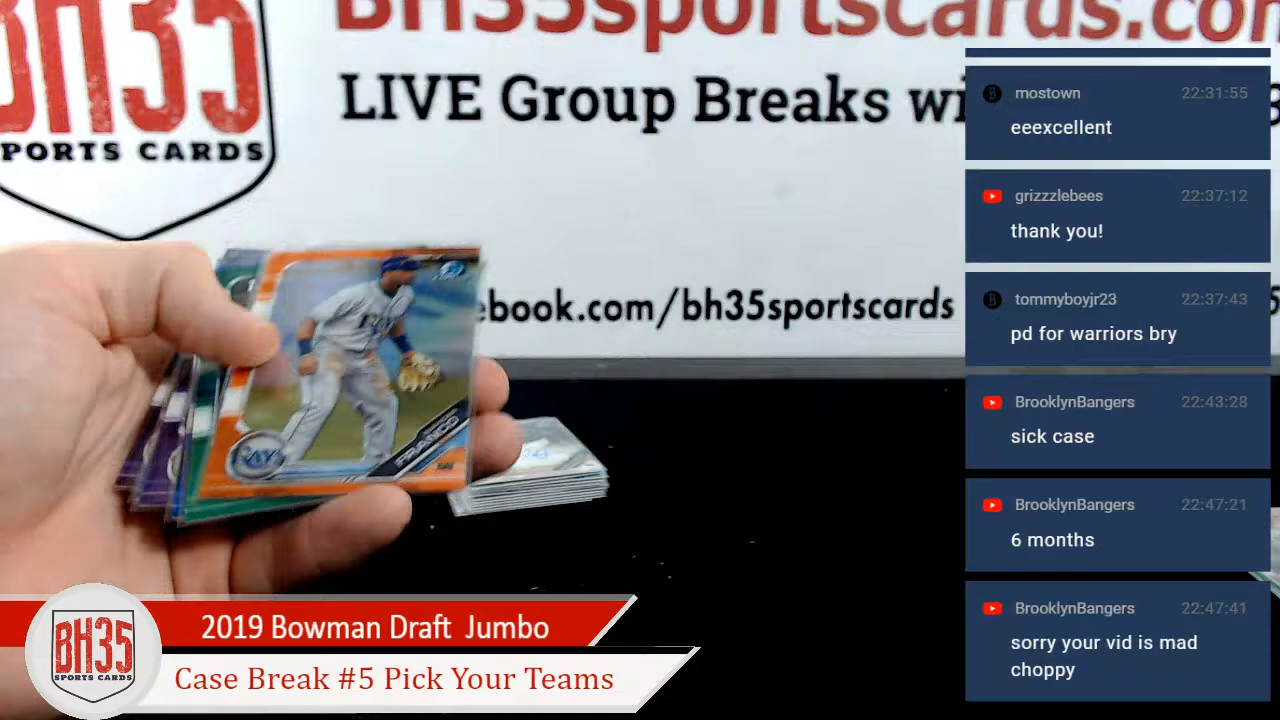 BH35
SPORTS CARDS
BH35sportscards.com
LIVE Group Breaks wi
ebook.com/bh35sportscards
RAYS
FRANCO
mostown 22:31:55
eeexcellent
grizzzlebees 22:37:12
thank you!
tommyboyjr23 22:37:43
pd for warriors bry
BrooklynBangers 22:43:28
sick case
BrooklynBangers 22:47:21
6 months
BrooklynBangers 22:47:41
sorry your vid is mad
choppy
BH35
SPORTS CARDS
2019 Bowman Draft Jumbo
Case Break #5 Pick Your Teams